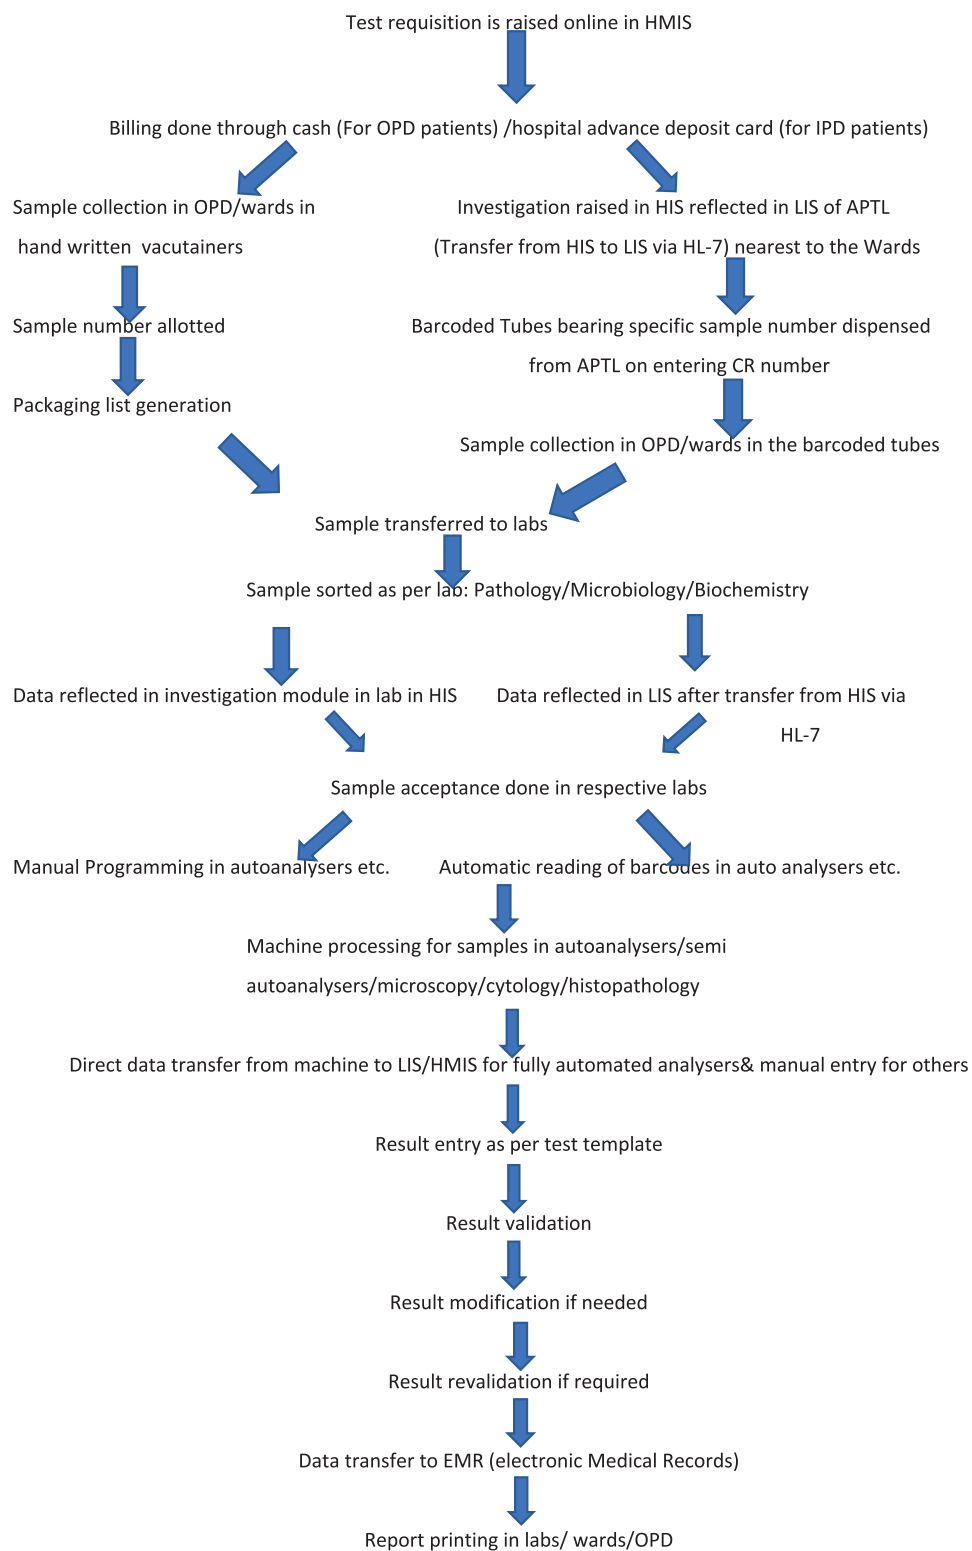 Test requisition is raised online in HMIS
Billing done through cash (For OPD patients) /hospital advance deposit card (for IPD patients)
Sample collection in OPD/wards in
hand written vacutainers
Investigation raised in HIS reflected in LIS of APTL
(Transfer from HIS to LIS via HL-7) nearest to the Wards
Sample number allotted
Barcoded Tubes bearing specific sample number dispensed
from APTL on entering CR number
Packaging list generation
Sample collection in OPD/wards in the barcoded tubes
Sample transferred to labs
Sample sorted as per lab: Pathology/Microbiology/Biochemistry
Data reflected in investigation module in lab in HIS
Data reflected in LIS after transfer from HIS via
HL-7
Sample acceptance done in respective labs
Manual Programming in autoanalysers etc.
Automatic reading of barcodes in auto analysers etc.
Machine processing for samples in autoanalysers/semi
autoanalysers/microscopy/cytology/histopathology
Direct data transfer from machine to LIS/HMIS for fully automated analysers& manual entry for others
Result entry as per test template
Result validation
Result modification if needed
Result revalidation if required
Data transfer to EMR (electronic Medical Records)
Report printing in labs/ wards/OPD